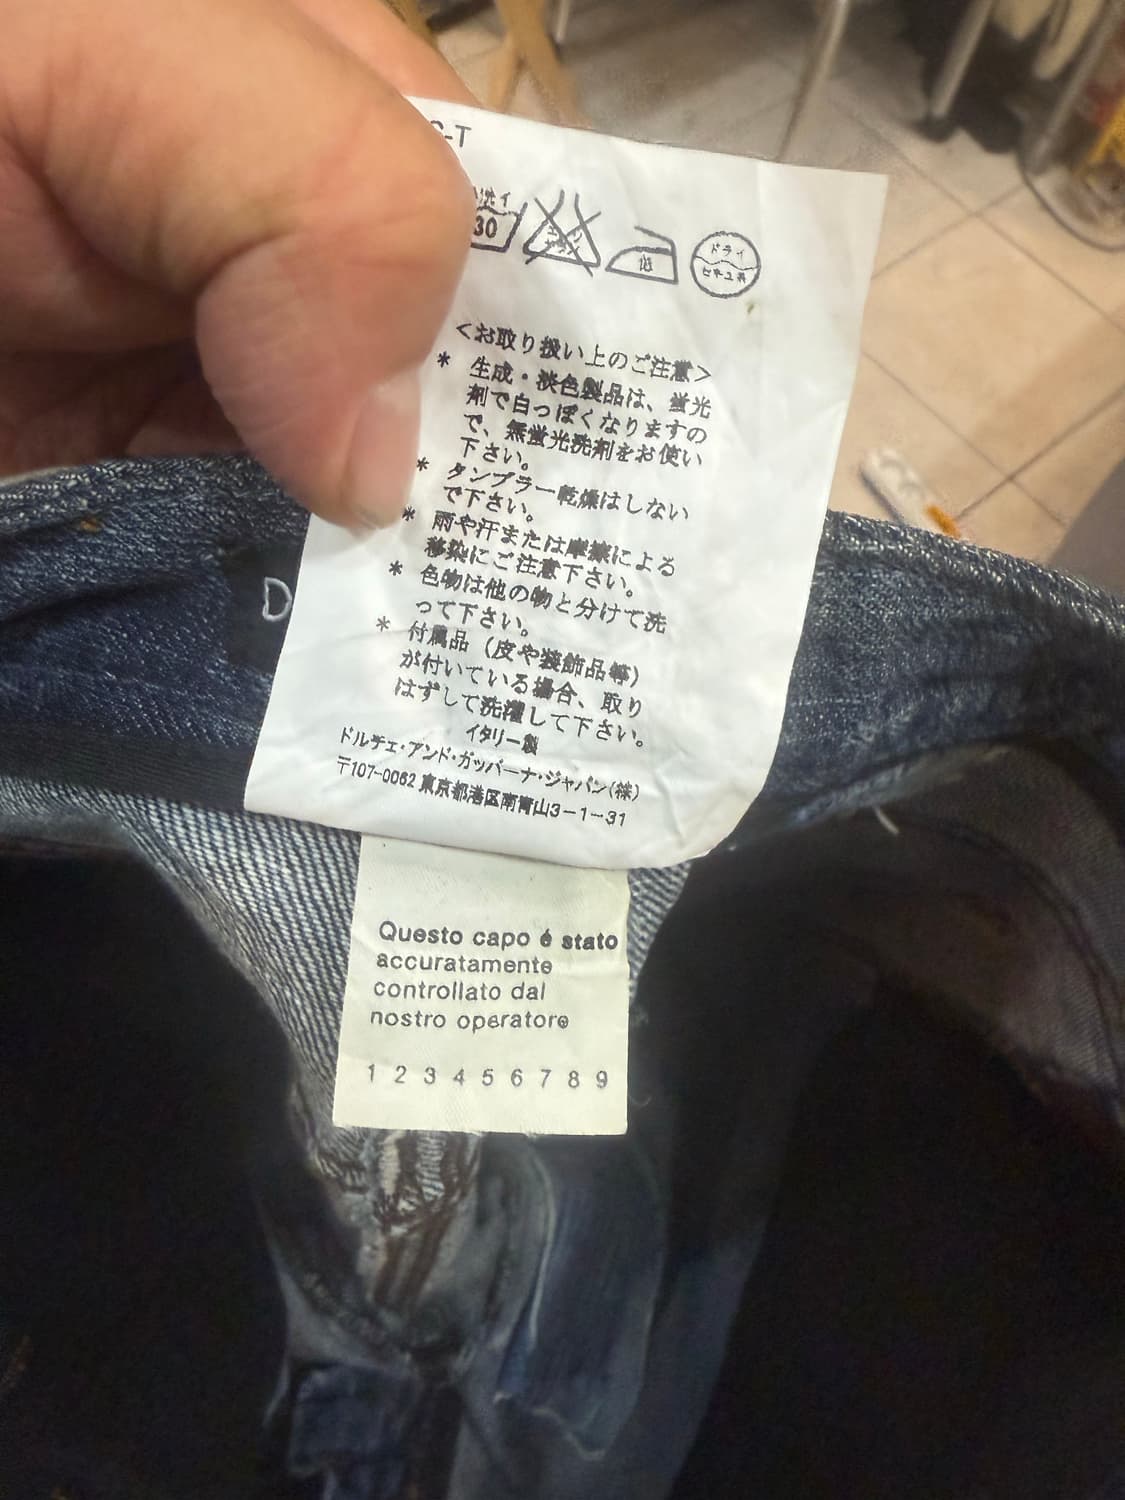 -T
30
低
ドライ
セキユ系
<お取り扱い上のご注意>
* 生成・淡色製品は、蛍光
剤で白っぽくなりますの
で、無蛍光洗剤をお使い
下さい。
* タンブラー乾燥はしない
で下さい。
* 雨や汗または摩擦による
移染にご注意下さい。
* 色物は他の物と分けて洗
って下さい。
* 付属品（皮や装飾品等）
が付いている場合、取り
はずして洗濯して下さい。
イタリー製
ドルチェ・アンド・ガッバーナ・ジャパン(株)
〒107-0062 東京都港区南青山3-1-31
D
Questo capo é stato
accuratamente
controllato dal
nostro operatore
1 2 3 4 5 6 7 8 9